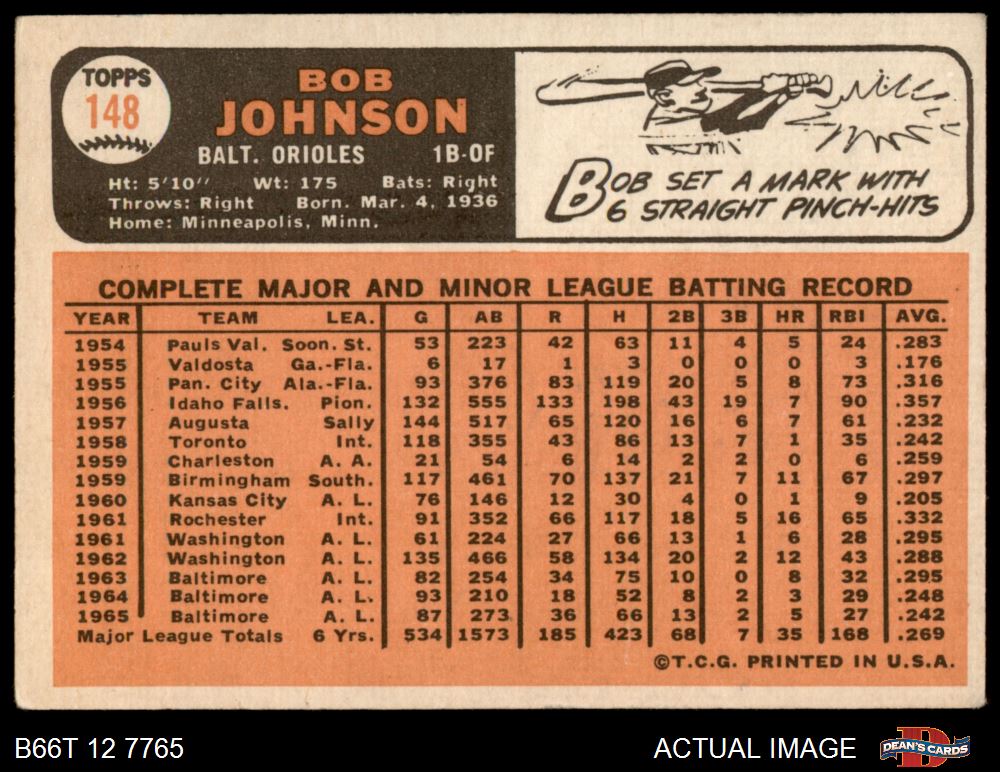 TOPPS
148
BOB
JOHNSON
BALT. ORIOLES 1B-OF
Ht: 5'10" Wt: 175 Bats: Right
Throws: Right Born. Mar. 4, 1936
Home: Minneapolis, Minn.
BOB SET A MARK WITH
6 STRAIGHT PINCH-HITS
COMPLETE MAJOR AND MINOR LEAGUE BATTING RECORD
YEAR TEAM LEA. G AB R H 2B 3B HR RBI AVG.
1954 Pauls Val. Soon. St. 53 223 42 63 11 4 5 24 .283
1955 Valdosta Ga.-Fla. 6 17 1 3 0 0 0 3 .176
1955 Pan. City Ala.-Fla. 93 376 83 119 20 5 8 73 .316
1956 Idaho Falls. Pion. 132 555 133 198 43 19 7 90 .357
1957 Augusta Sally 144 517 65 120 16 6 7 61 .232
1958 Toronto Int. 118 355 43 86 13 7 1 35 .242
1959 Charleston A. A. 21 54 6 14 2 2 0 6 .259
1959 Birmingham South. 117 461 70 137 21 7 11 67 .297
1960 Kansas City A. L. 76 146 12 30 4 0 1 9 .205
1961 Rochester Int. 91 352 66 117 18 5 16 65 .332
1961 Washington A. L. 61 224 27 66 13 1 6 28 .295
1962 Washington A. L. 135 466 58 134 20 2 12 43 .288
1963 Baltimore A. L. 82 254 34 75 10 0 8 32 .295
1964 Baltimore A. L. 93 210 18 52 8 2 3 29 .248
1965 Baltimore A. L. 87 273 36 66 13 2 5 27 .242
Major League Totals 6 Yrs. 534 1573 185 423 68 7 35 168 .269
©T.C.G. PRINTED IN U.S.A.
B66T 12 7765 ACTUAL IMAGE DEAN'S CARDS